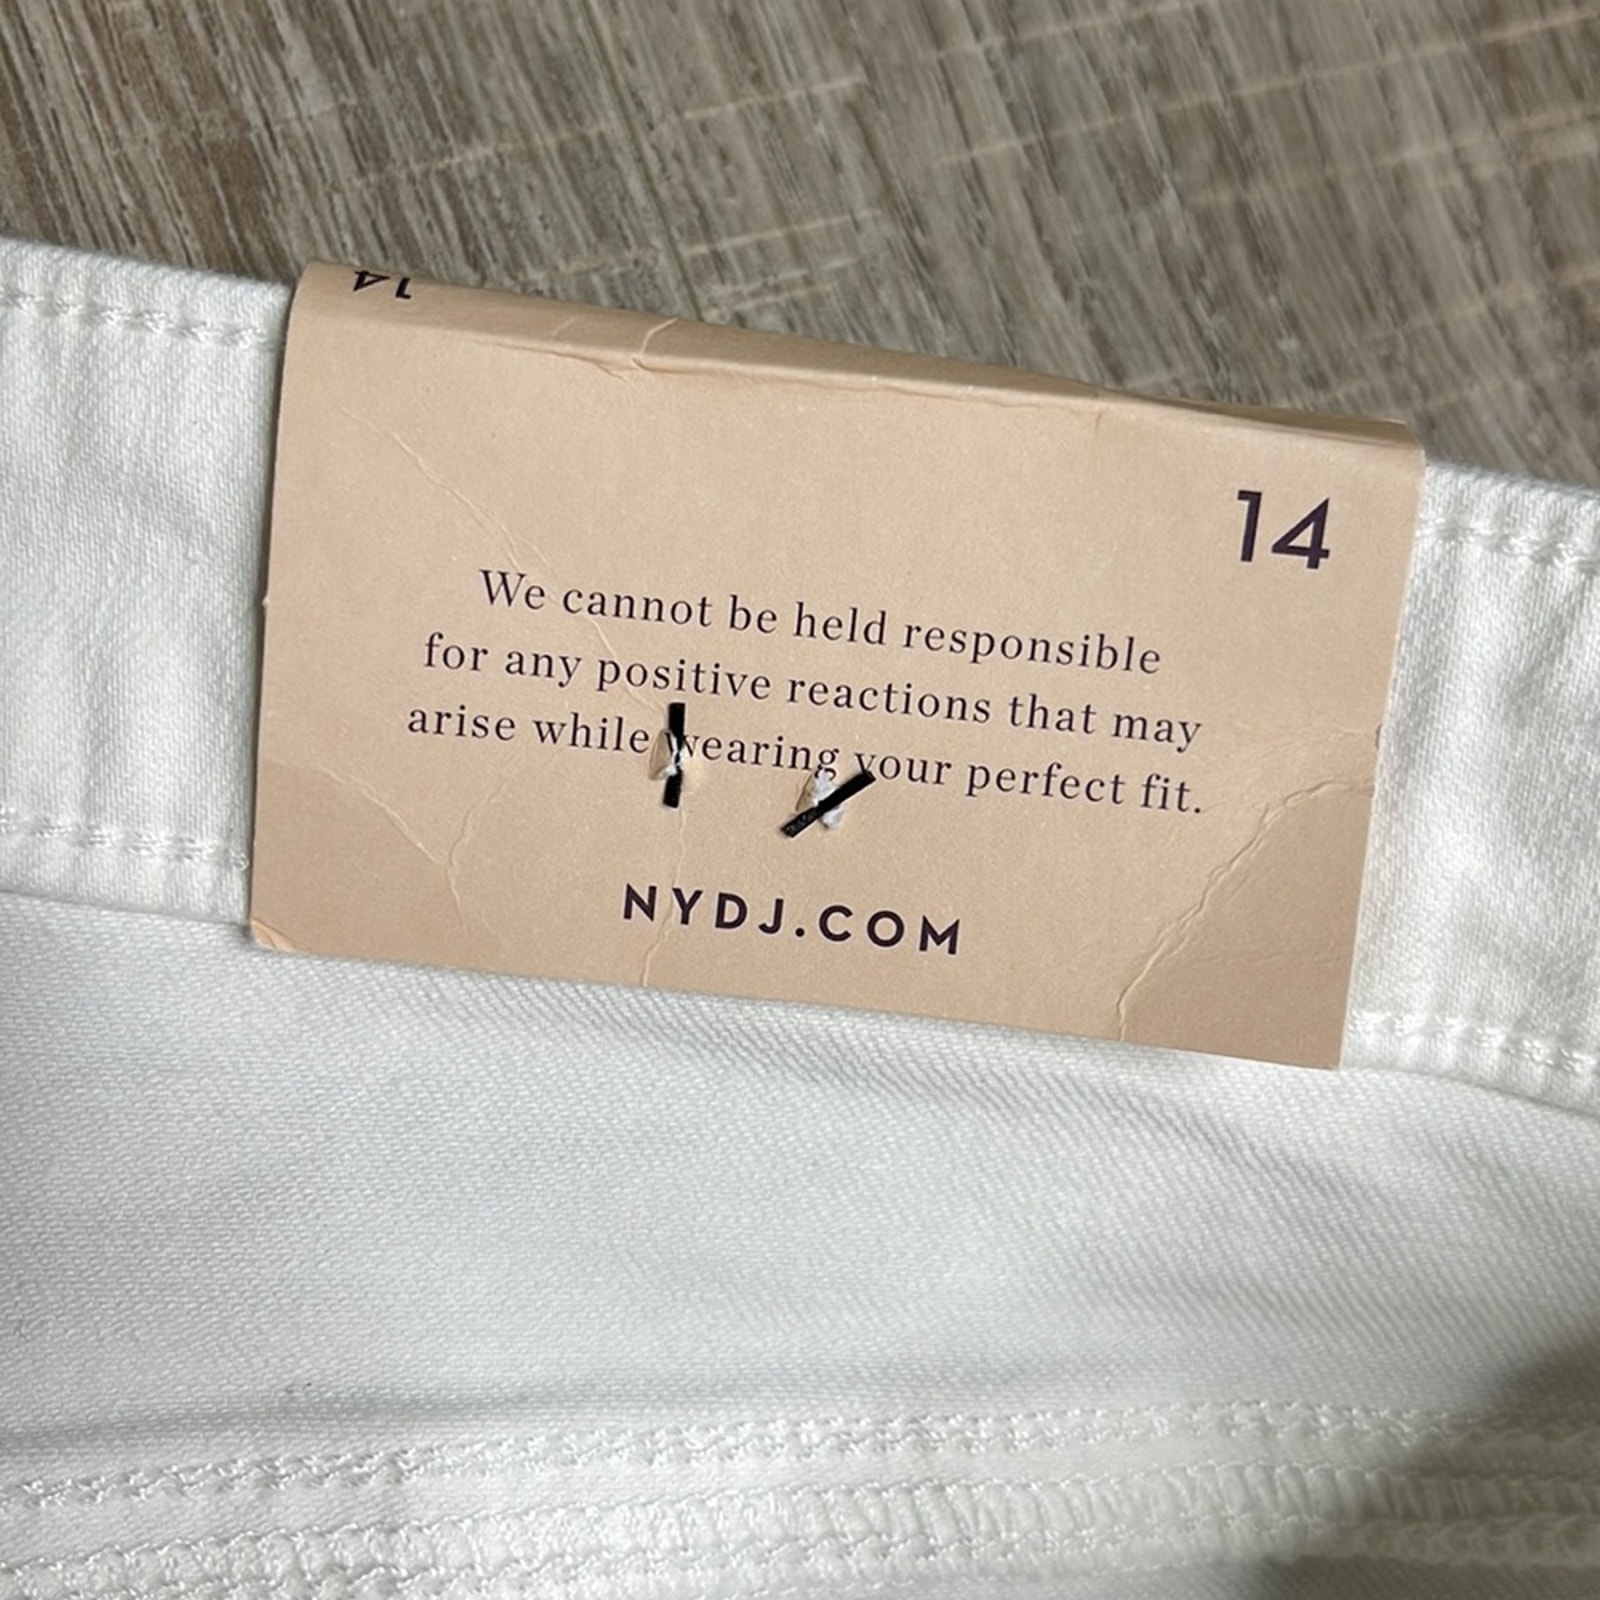 14
14
We cannot be held responsible
for any positive reactions that may
arise while wearing your perfect fit.
NYDJ.COM